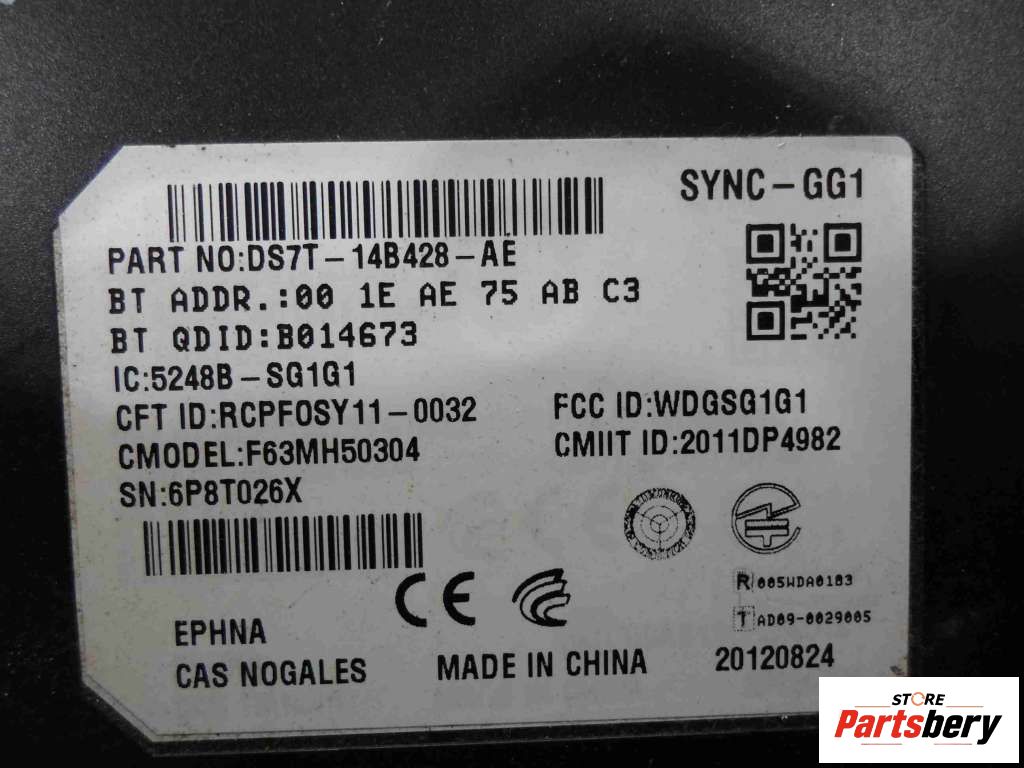 SYNC-GG1
PART NO:DS7T-14B428-AE
BT ADDR.:00 1E AE 75 AB C3
BT QDID:B014673
IC:5248B-SG1G1
CFT ID:RCPFOSY11-0032
FCC ID:WDGSG1G1
CMODEL:F63MH50304
CMIIT ID:2011DP4982
SN:6P8T026X
R 005WDA0183
T AD09-0029005
CE
EPHNA
CAS NOGALES
MADE IN CHINA
20120824
STORE
Partsbery